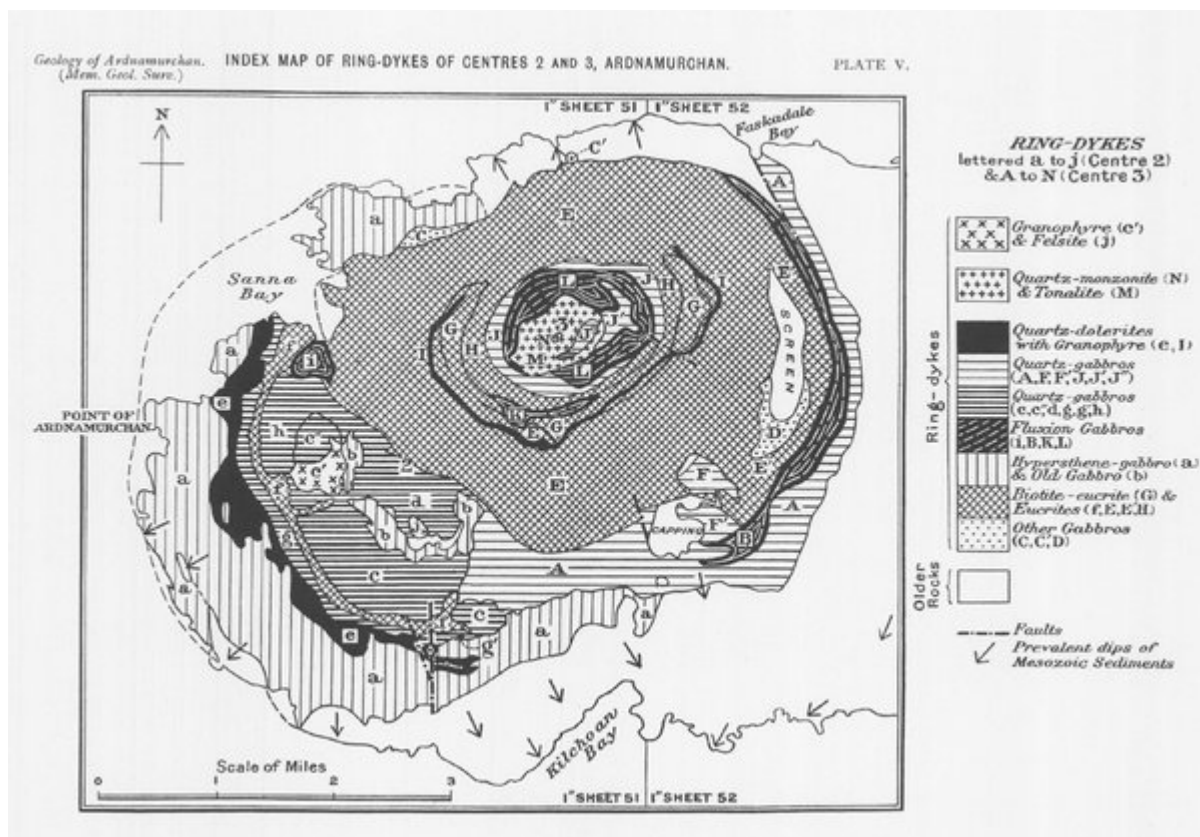 Geology of Ardnamurchan.
(Mem. Geol. Surv.)
INDEX MAP OF RING-DYKES OF CENTRES 2 AND 3, ARDNAMURCHAN.
PLATE V.
N
1" SHEET 51
1" SHEET 52
Faskadale
Bay
Sanna
Bay
POINT OF
ARDNAMURCHAN
SCREEN
CAPPING
Kilchoan
Bay
Scale of Miles
0 1 2 3
1" SHEET 51
1" SHEET 52
RING-DYKES
lettered a to j (Centre 2)
& A to N (Centre 3)
Ring-dykes
Granophyre (c')
& Felsite (j)
Quartz-monzonite (N)
& Tonalite (M)
Quartz-dolerites
with Granophyre (e, I)
Quartz-gabbros
(A, F, F', J, J', J")
Quartz-gabbros
(c, c', d, g, g', h)
Fluxion Gabbros
(i, B, K, L)
Hypersthene-gabbro (a)
& Old Gabbro (b)
Biotite-eucrite (G) &
Eucrites (f, E, E', H)
Other Gabbros
(C, C', D)
Older
Rocks
Faults
Prevalent dips of
Mesozoic Sediments